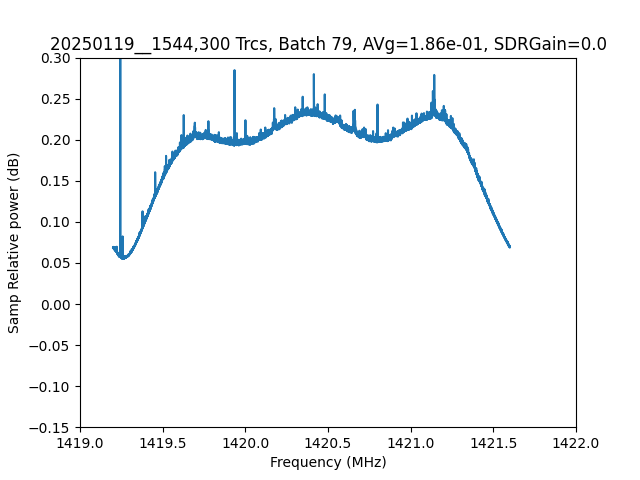 20250119__1544,300 Trcs, Batch 79, AVg=1.86e-01, SDRGain=0.0
0.30
0.25
0.20
0.15
0.10
0.05
0.00
−0.05
−0.10
−0.15
Samp Relative power (dB)
1419.0 1419.5 1420.0 1420.5 1421.0 1421.5 1422.0
Frequency (MHz)